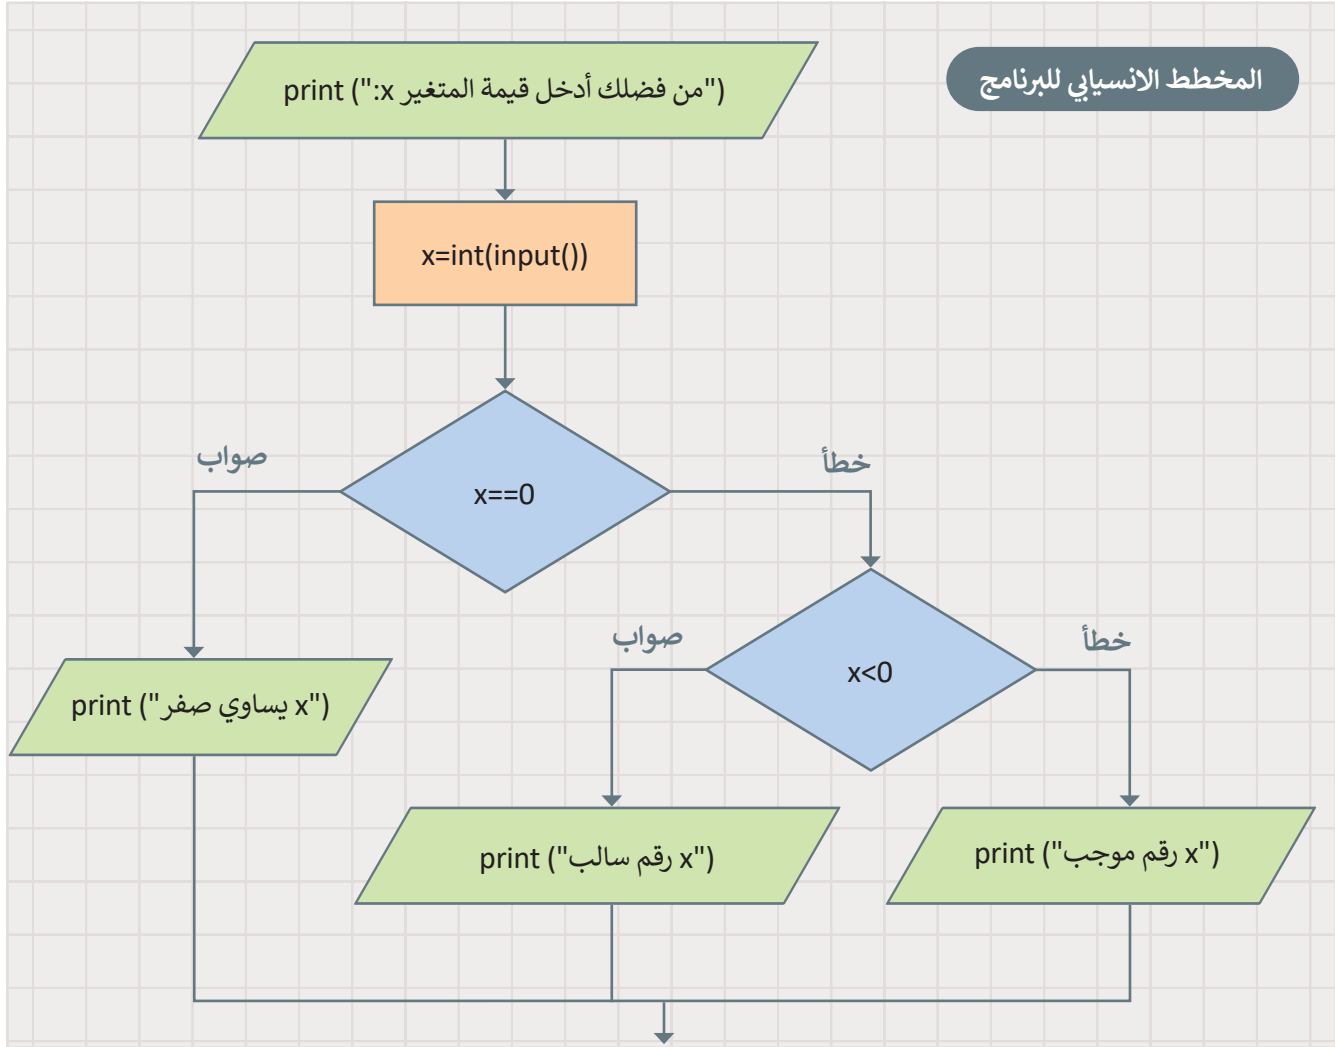 المخطط الانسيابي للبرنامج
print ("من فضلك أدخل قيمة المتغير x:")
x=int(input())
x==0
صواب
خطأ
x<0
صواب
خطأ
print ("x يساوي صفر")
print ("x رقم سالب")
print ("x رقم موجب")